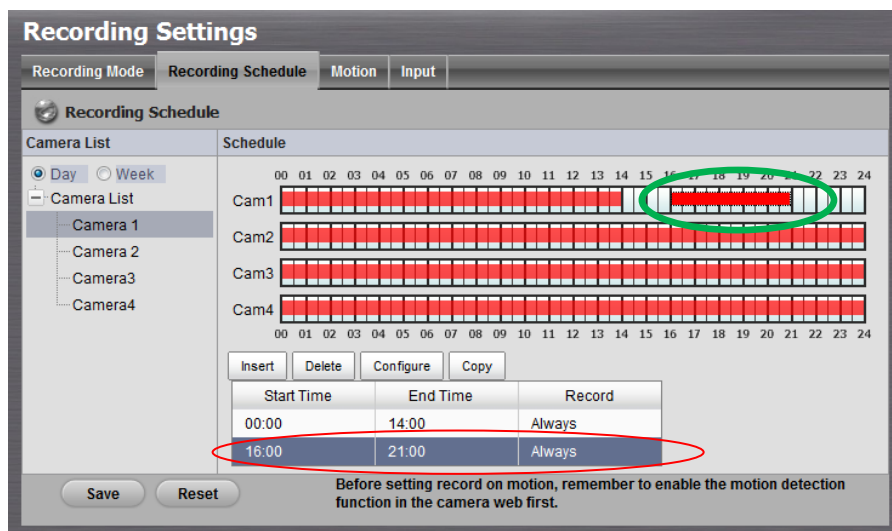 Recording Settings
Recording Mode Recording Schedule Motion Input
Recording Schedule
Camera List Schedule
Day Week
Camera List
Camera 1
Camera 2
Camera3
Camera4
00 01 02 03 04 05 06 07 08 09 10 11 12 13 14 15 16 17 18 19 20 21 22 23 24
Cam1
Cam2
Cam3
Cam4
00 01 02 03 04 05 06 07 08 09 10 11 12 13 14 15 16 17 18 19 20 21 22 23 24
Insert Delete Configure Copy
Start Time End Time Record
00:00 14:00 Always
16:00 21:00 Always
Save Reset
Before setting record on motion, remember to enable the motion detection
function in the camera web first.